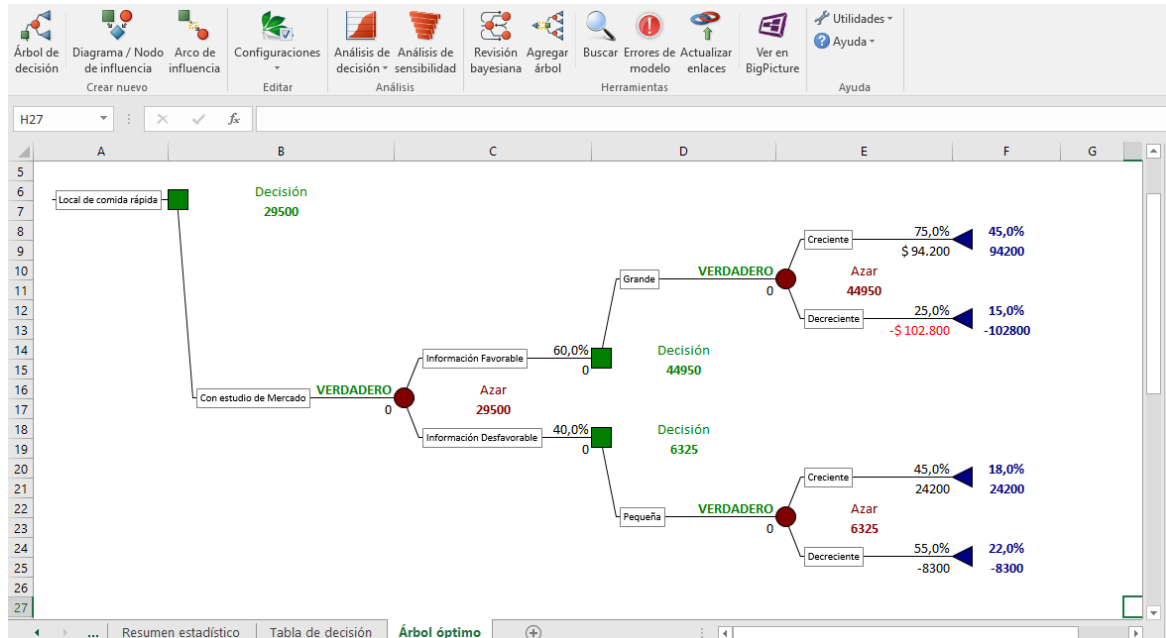 Árbol de decisión
Diagrama / Nodo de influencia
Arco de influencia
Crear nuevo
Configuraciones
Editar
Análisis de decisión
Análisis de sensibilidad
Análisis
Revisión bayesiana
Agregar árbol
Buscar
Errores de modelo
Actualizar enlaces
Ver en BigPicture
Herramientas
Utilidades
Ayuda
Ayuda
H27
fx
A B C D E F G
5
6
7
8
9
10
11
12
13
14
15
16
17
18
19
20
21
22
23
24
25
26
27
Local de comida rápida
Decisión
29500
Con estudio de Mercado
VERDADERO
0
Azar
29500
Información Favorable
60,0%
0
Decisión
44950
Grande
VERDADERO
0
Azar
44950
Creciente
75,0%
$ 94.200
45,0%
94200
Decreciente
25,0%
-$ 102.800
15,0%
-102800
Información Desfavorable
40,0%
0
Decisión
6325
Pequeña
VERDADERO
0
Azar
6325
Creciente
45,0%
24200
18,0%
24200
Decreciente
55,0%
-8300
22,0%
-8300
... Resumen estadístico Tabla de decisión Árbol óptimo